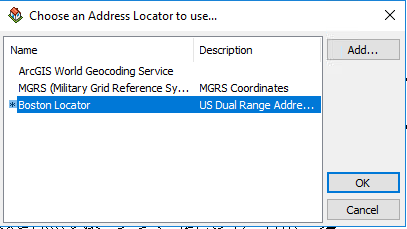 Choose an Address Locator to use...
Name Description Add...
ArcGIS World Geocoding Service
MGRS (Military Grid Reference Sy... MGRS Coordinates
Boston Locator US Dual Range Addre...
OK
Cancel